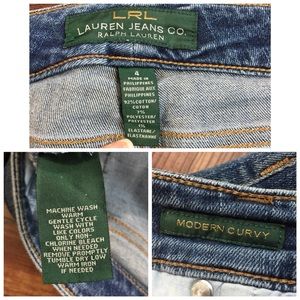 LRL
LAUREN JEANS CO.
RALPH LAUREN
4
MADE IN
PHILIPPINES
FABRIQUE AUX
PHILIPPINES
92%COTTON/
COTON
7%
POLYESTER/
POLYESTER
1%
ELASTANE/
ELASTHANNE
MACHINE WASH
WARM
GENTLE CYCLE
WASH WITH
LIKE COLORS
ONLY NON-
CHLORINE BLEACH
WHEN NEEDED
REMOVE PROMPTLY
TUMBLE DRY LOW
WARM IRON
IF NEEDED
MODERN CURVY